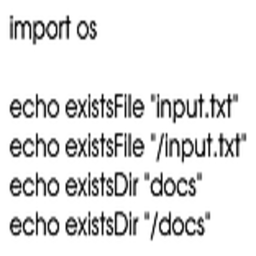 import os

echo existsFile "input.txt"
echo existsFile "/input.txt"
echo existsDir "docs"
echo existsDir "/docs"